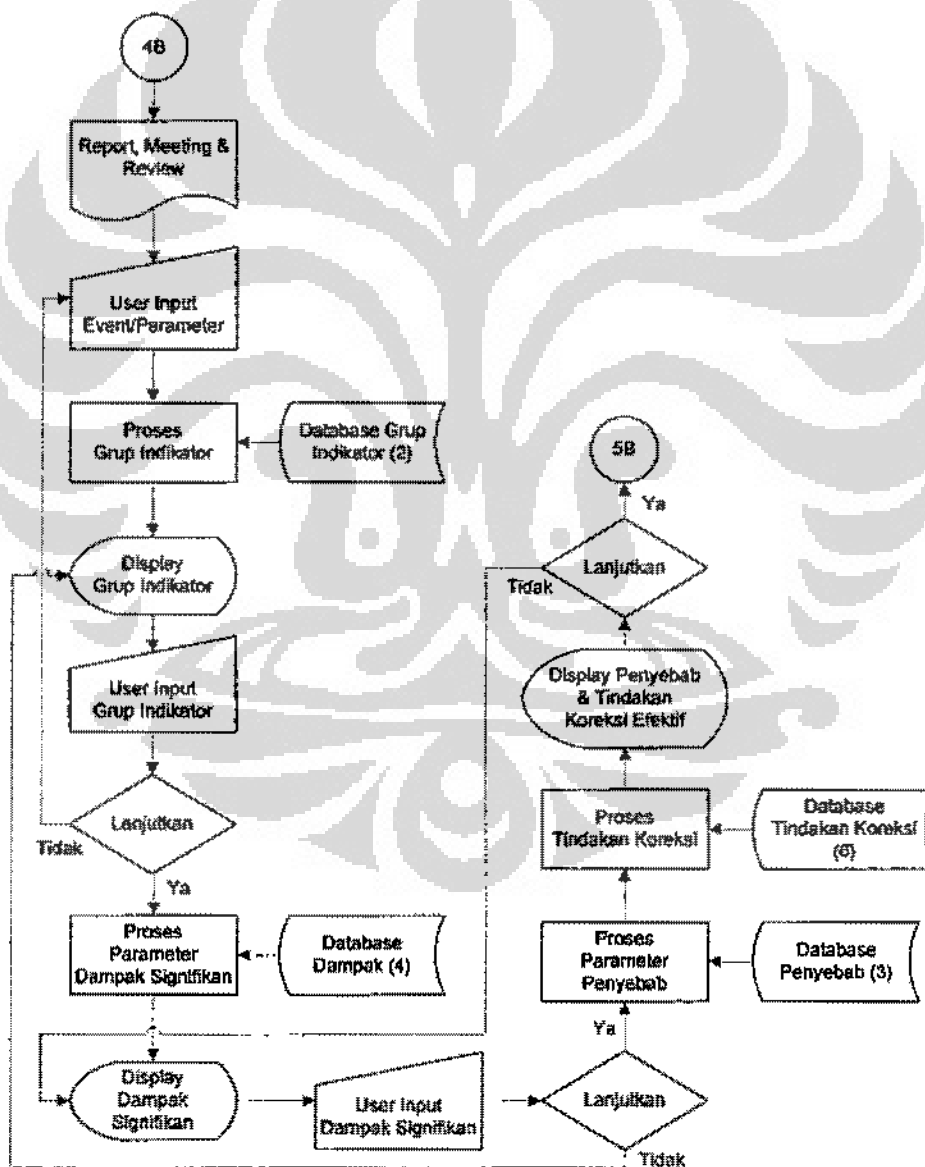 4B
Report, Meeting &
Review
User Input
Event/Parameter
Proses
Grup Indikator
Database Grup
Indikator (2)
Display
Grup Indikator
User Input
Grup Indikator
Lanjutkan
Tidak
Ya
Proses
Parameter
Dampak Signifikan
Database
Dampak (4)
Display
Dampak
Signifikan
User Input
Dampak Signifikan
Lanjutkan
Tidak
Ya
Proses
Parameter
Penyebab
Database
Penyebab (3)
Proses
Tindakan Koreksi
Database
Tindakan Koreksi
(6)
Display Penyebab
& Tindakan
Koreksi Efektif
Lanjutkan
Tidak
Ya
5B